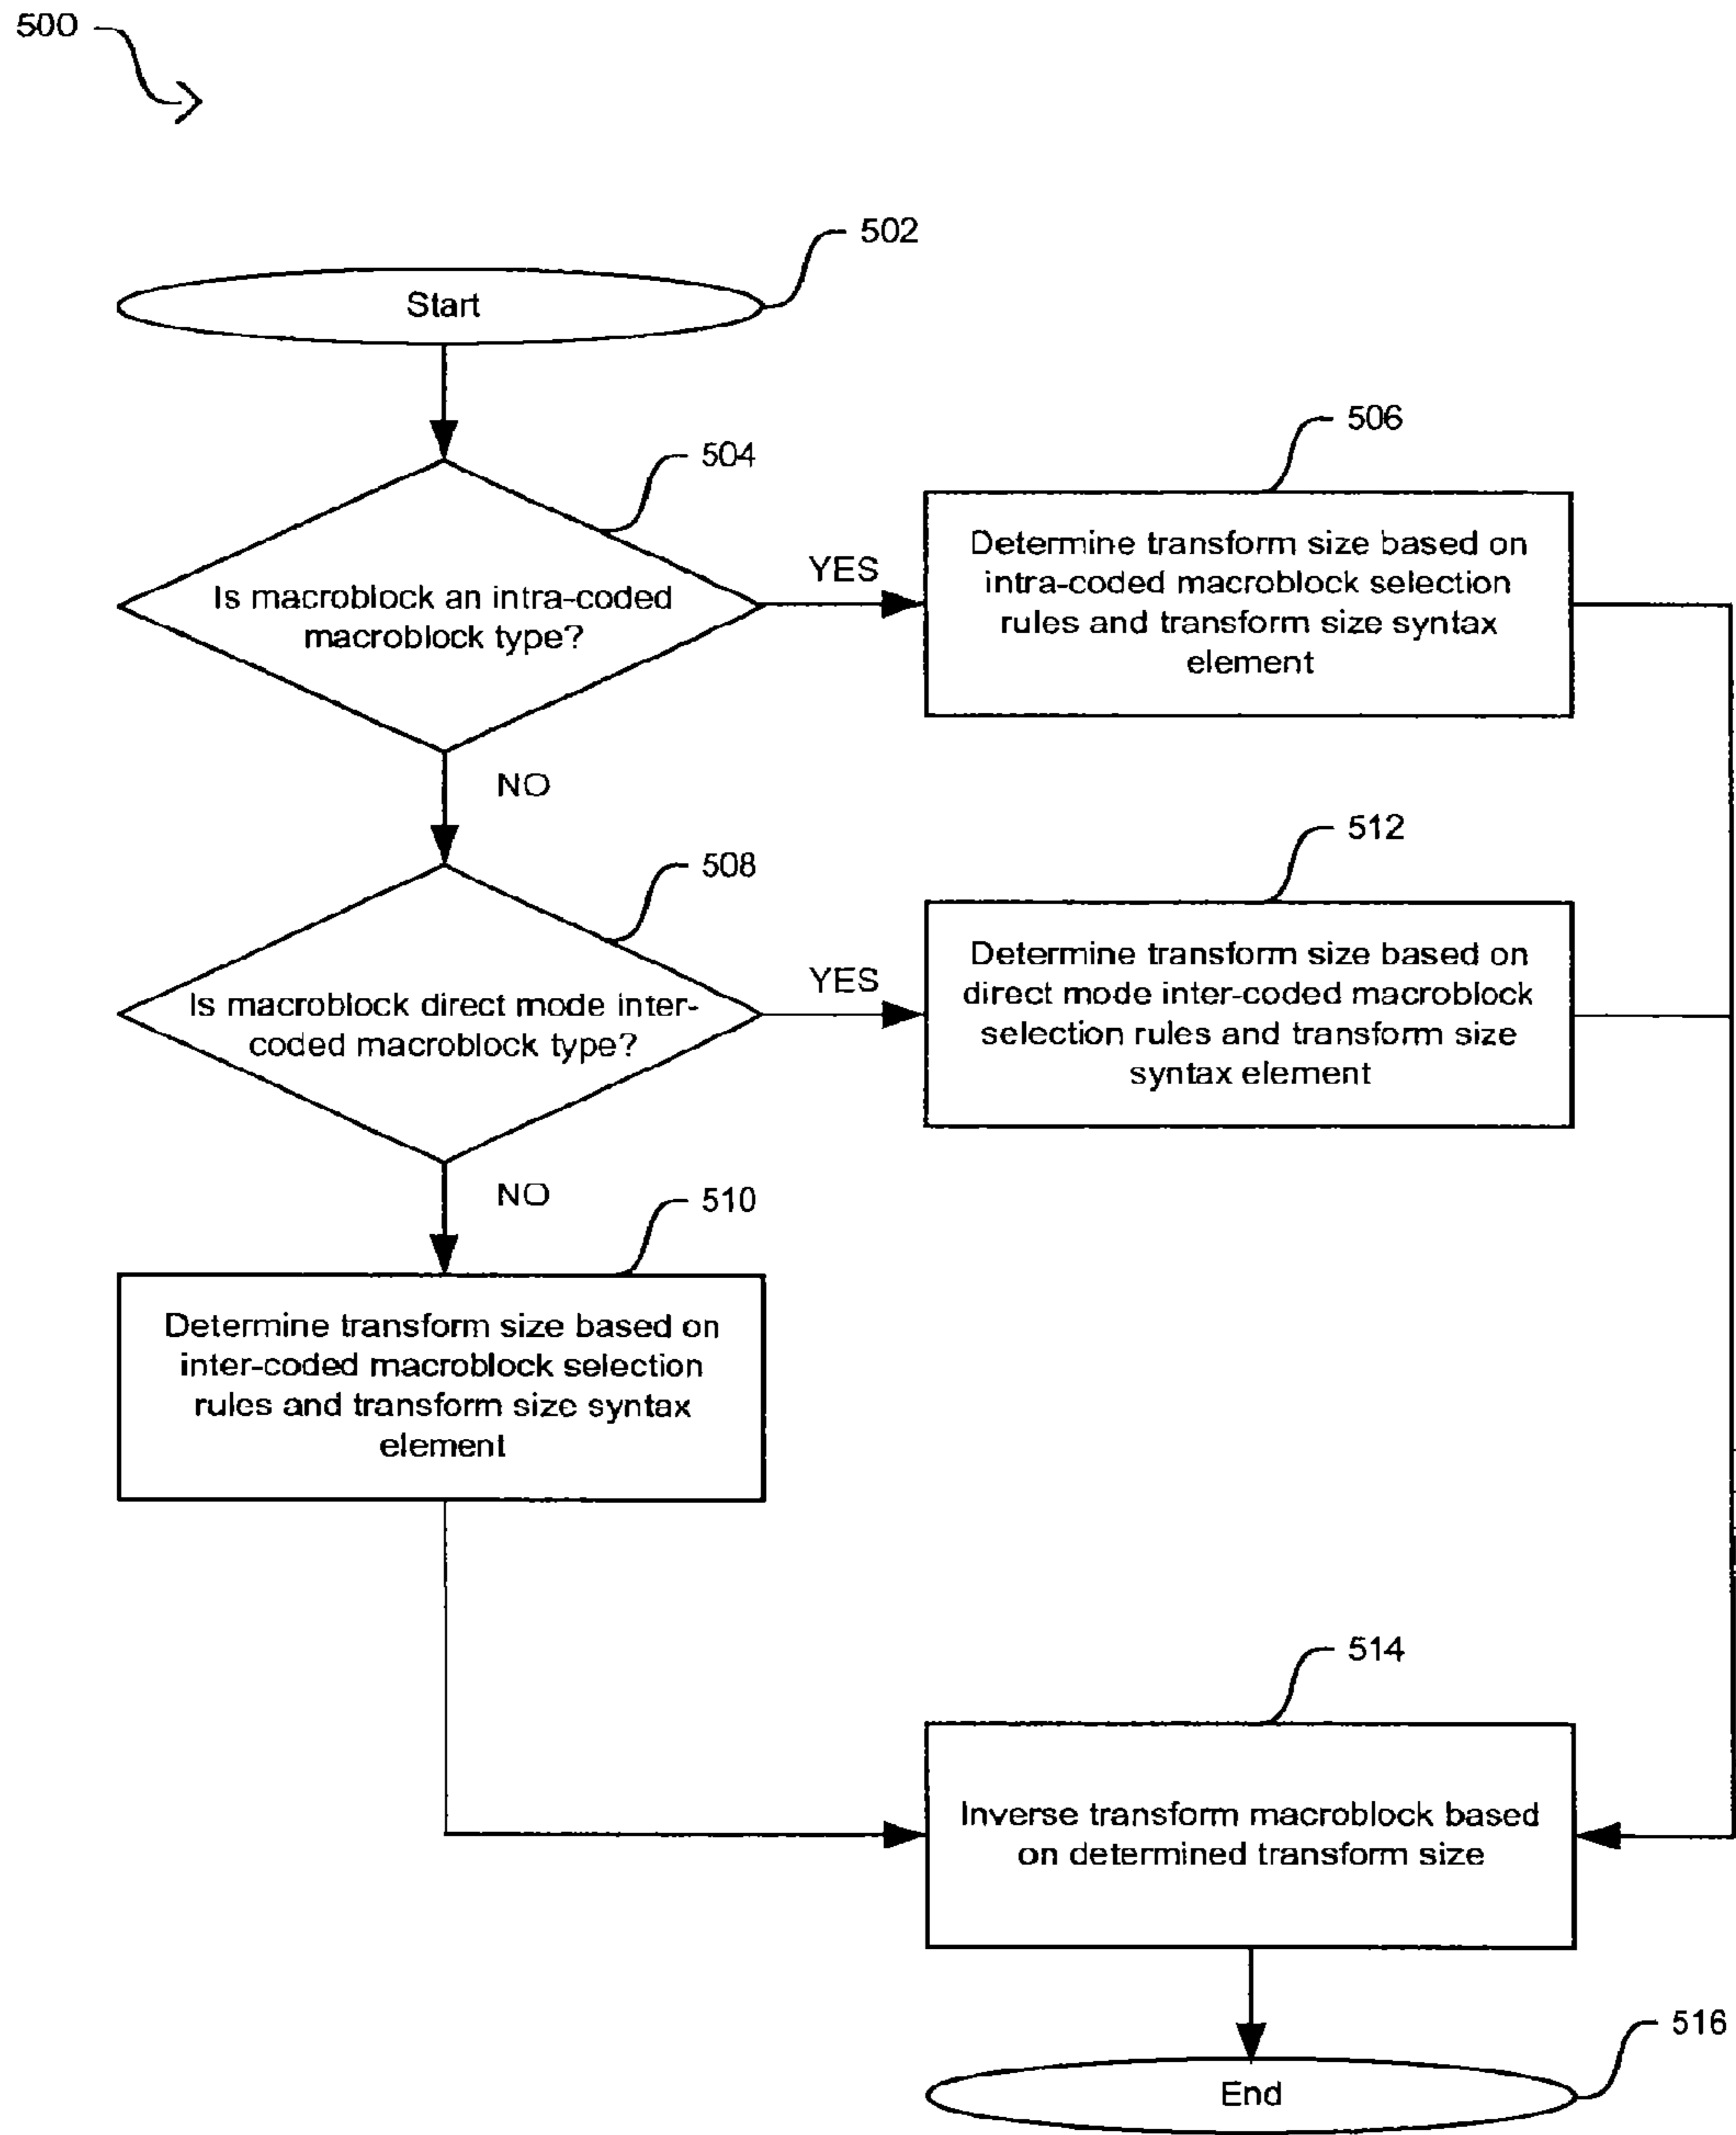 500
502
Start
504
Is macroblock an intra-coded
macroblock type?
YES
506
Determine transform size based on
intra-coded macroblock selection
rules and transform size syntax
element
NO
508
Is macroblock direct mode inter-
coded macroblock type?
YES
512
Determine transform size based on
direct mode inter-coded macroblock
selection rules and transform size
syntax element
NO
510
Determine transform size based on
inter-coded macroblock selection
rules and transform size syntax
element
514
Inverse transform macroblock based
on determined transform size
516
End